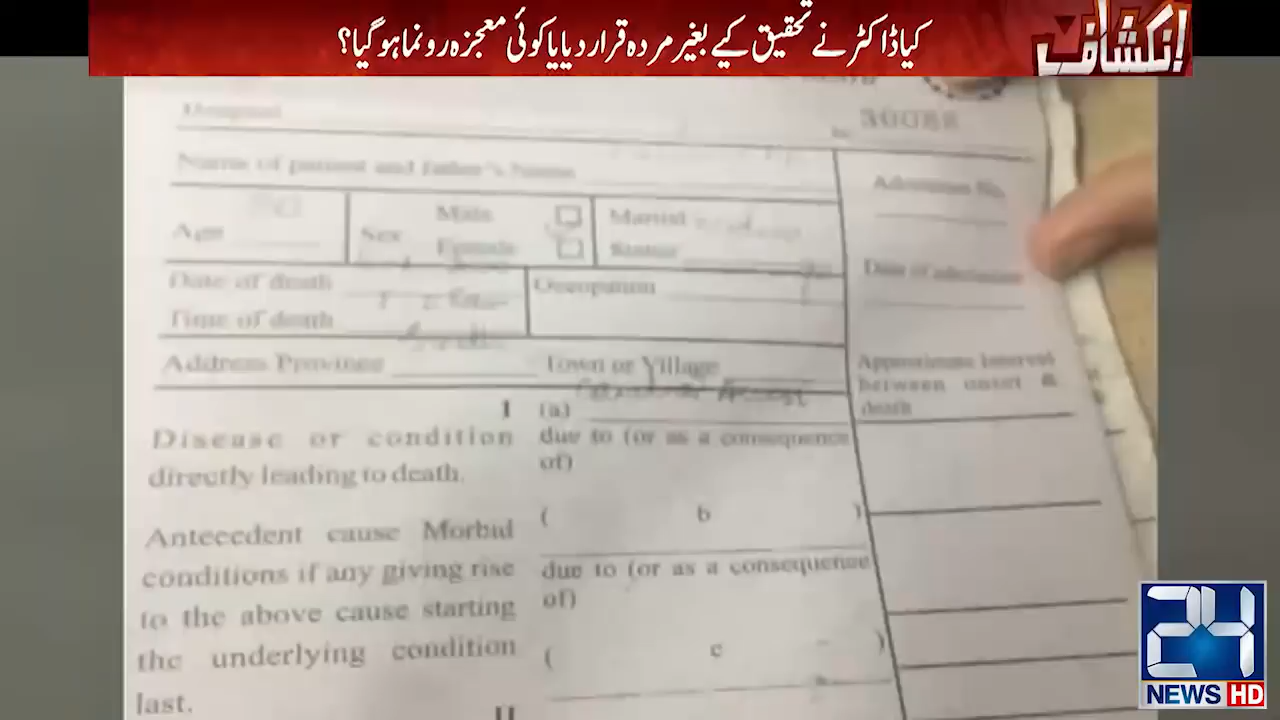 کیا ڈاکٹر نے تحقیق کیے بغیر مردہ قرار دیا یا کوئی معجزہ رونما ہو گیا؟
انکشاف
Name of patient and father's Name
Admission No.
Age
Sex
Male
Female
Marital
Status
Date of admission
Date of death
Occupation
Time of death
Address Province
Town or Village
Approximate interval
between onset &
death
I
(a)
Disease or condition
directly leading to death.
due to (or as a consequence
of)
( b )
Antecedent cause Morbid
conditions if any giving rise
to the above cause starting
the underlying condition
last.
due to (or as a consequence
of)
( c )
II
24
NEWS HD